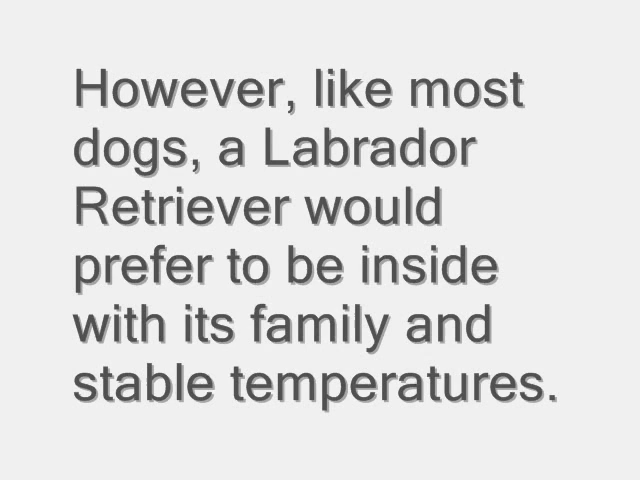 However, like most
dogs, a Labrador
Retriever would
prefer to be inside
with its family and
stable temperatures.